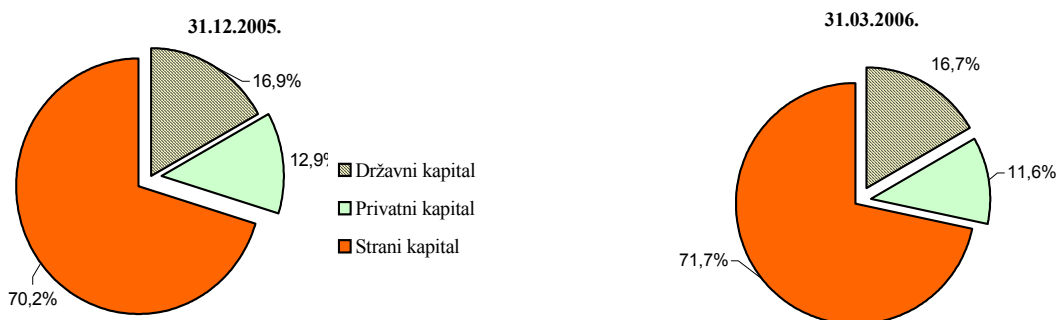 31.12.2005.
16,9%
12,9%
70,2%
Državni kapital
Privatni kapital
Strani kapital
31.03.2006.
16,7%
11,6%
71,7%